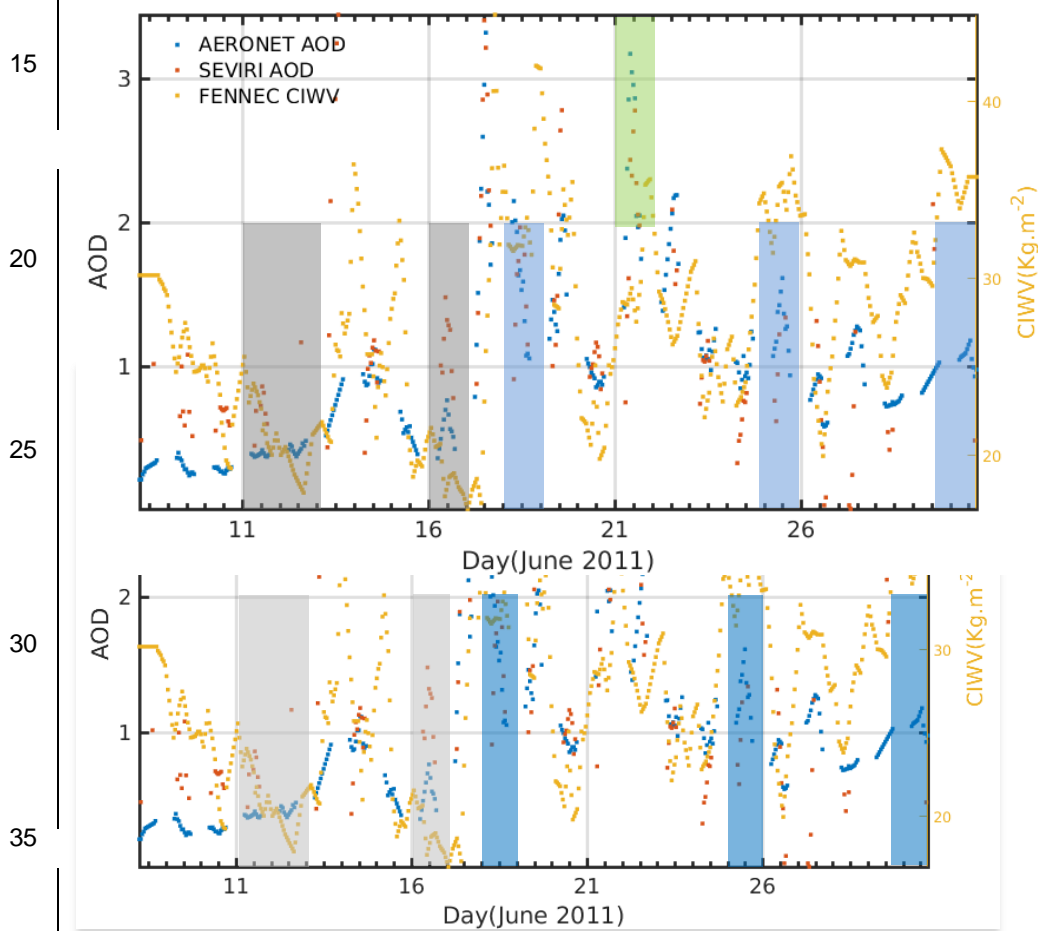 15
20
25
30
35
AERONET AOD
SEVIRI AOD
FENNEC CIWV
3
2
1
AOD
40
30
20
CIWV(Kg.m⁻²)
11 16 21 26
Day(June 2011)
2
1
AOD
30
20
CIWV(Kg.m⁻²
11 16 21 26
Day(June 2011)